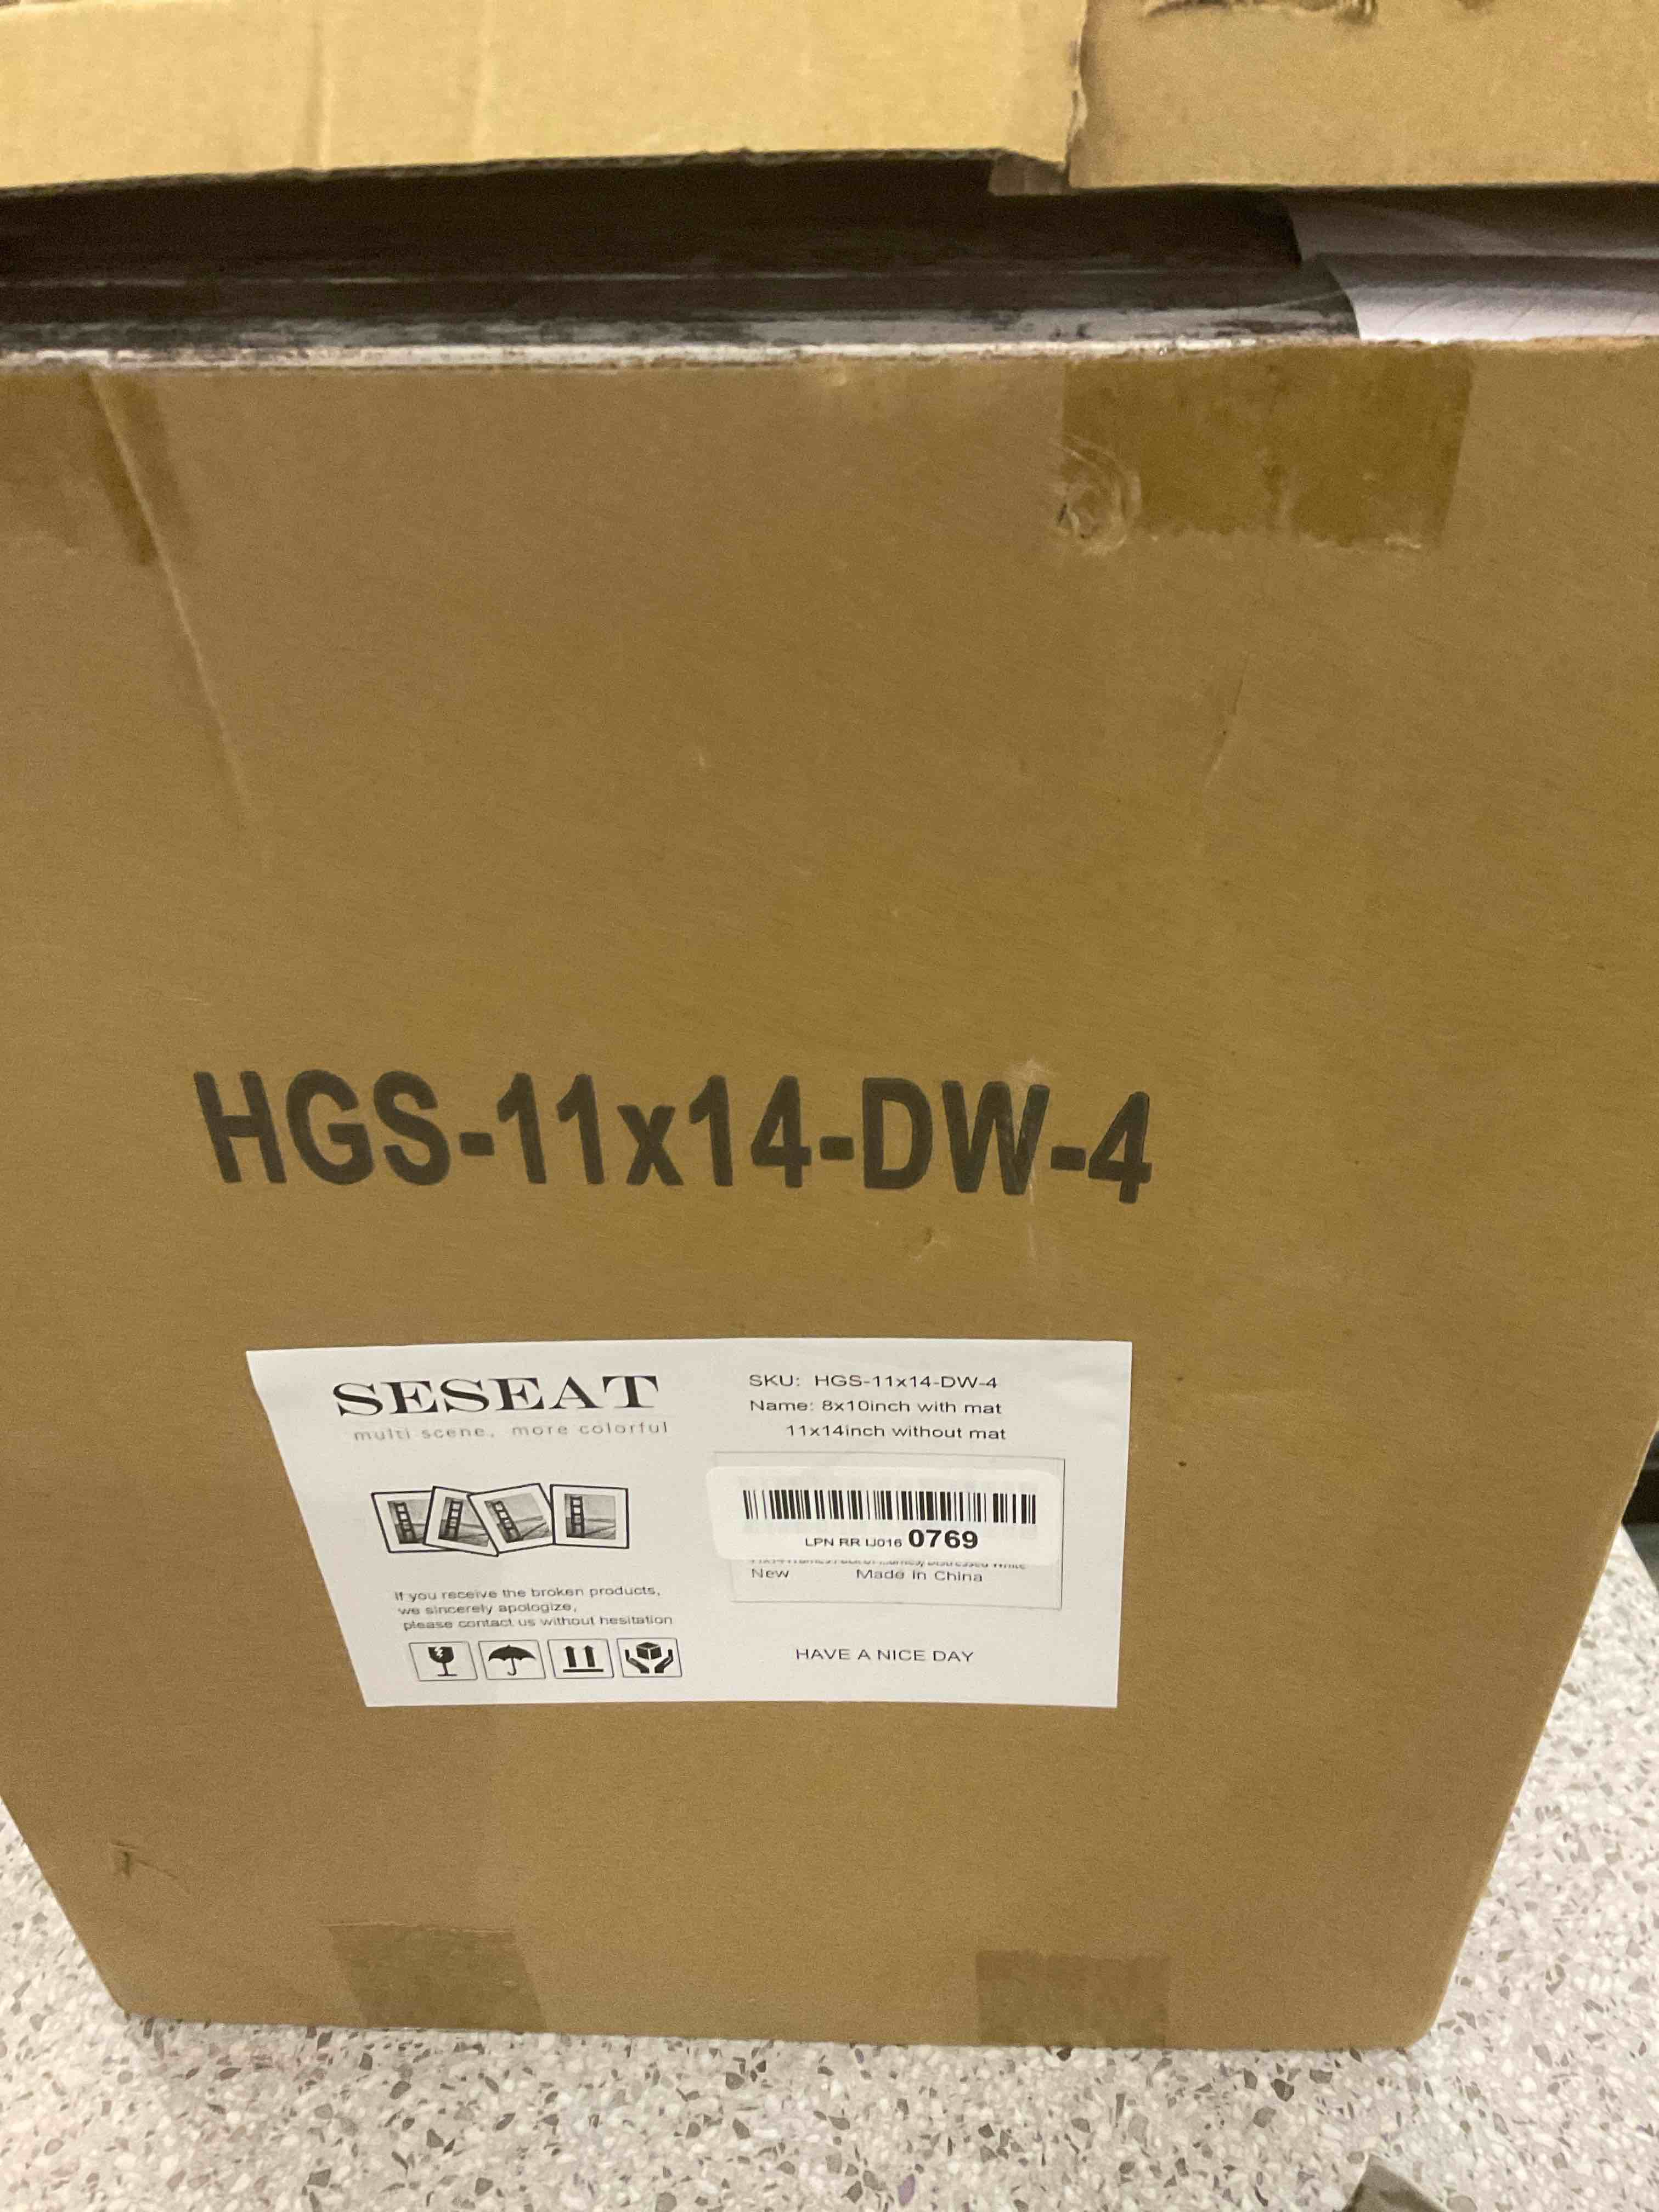 HGS-11x14-DW-4
SESEAT
multi scene, more colorful
SKU: HGS-11x14-DW-4
Name: 8x10inch with mat
11x14inch without mat
LPN RR IJ016 0769
Distressed White
New Made in China
If you receive the broken products,
we sincerely apologize,
please contact us without hesitation
HAVE A NICE DAY